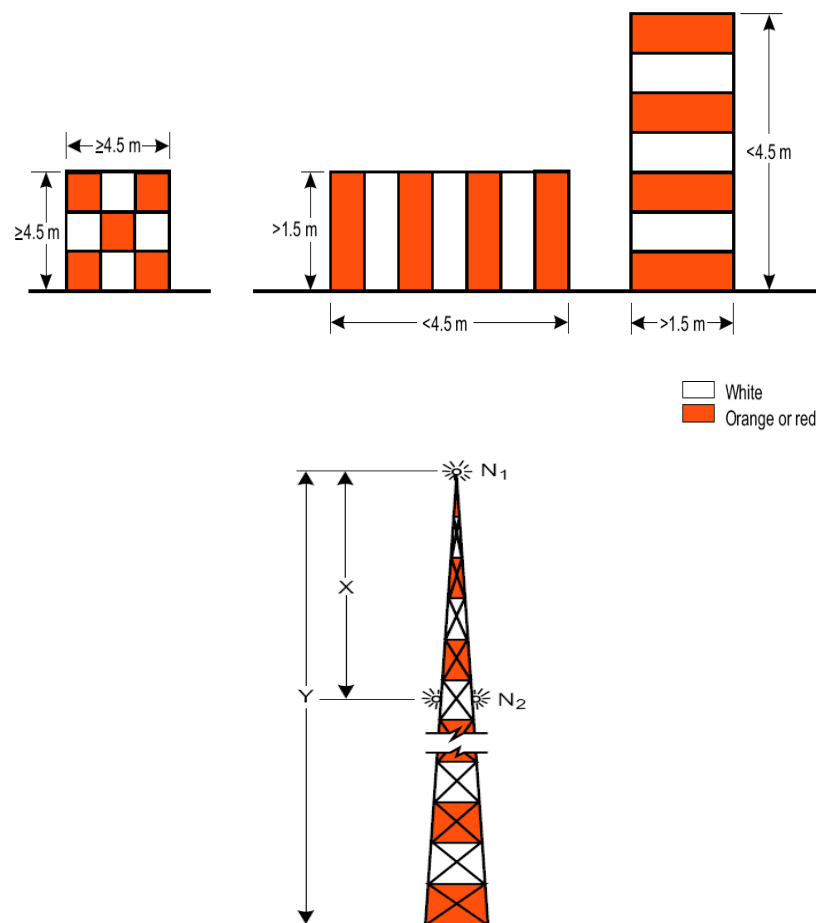 ≥4.5 m
≥4.5 m
>1.5 m
<4.5 m
<4.5 m
>1.5 m
White
Orange or red
N₁
X
Y
N₂